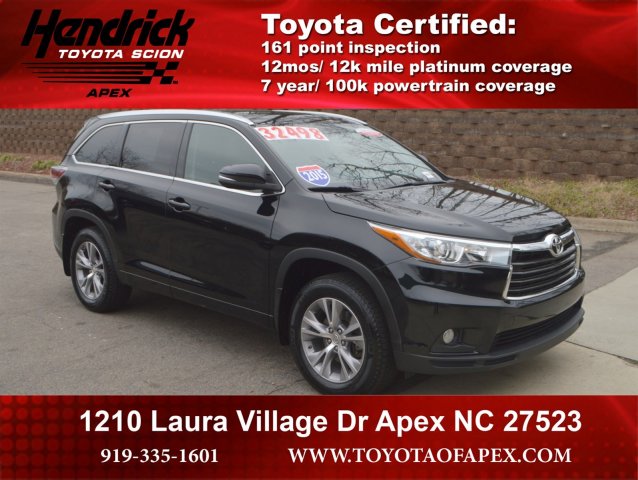 Hendrick
TOYOTA SCION
APEX
Toyota Certified:
161 point inspection
12mos/ 12k mile platinum coverage
7 year/ 100k powertrain coverage
32498
2015
1210 Laura Village Dr Apex NC 27523
919-335-1601 WWW.TOYOTAOFAPEX.COM